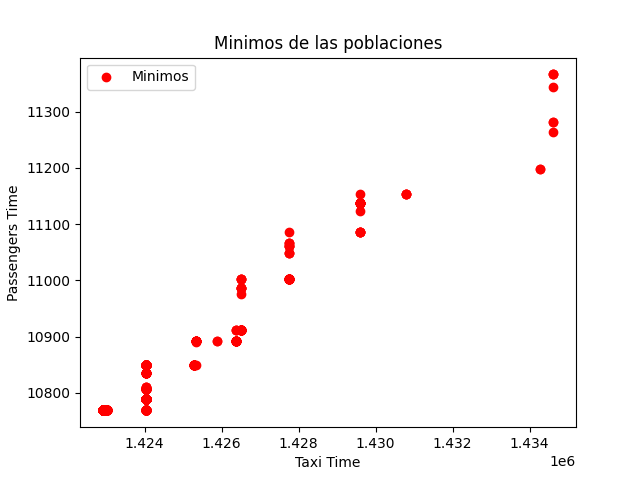 Minimos de las poblaciones
Minimos
11300
11200
11100
11000
10900
10800
Passengers Time
1.424 1.426 1.428 1.430 1.432 1.434
1e6
Taxi Time